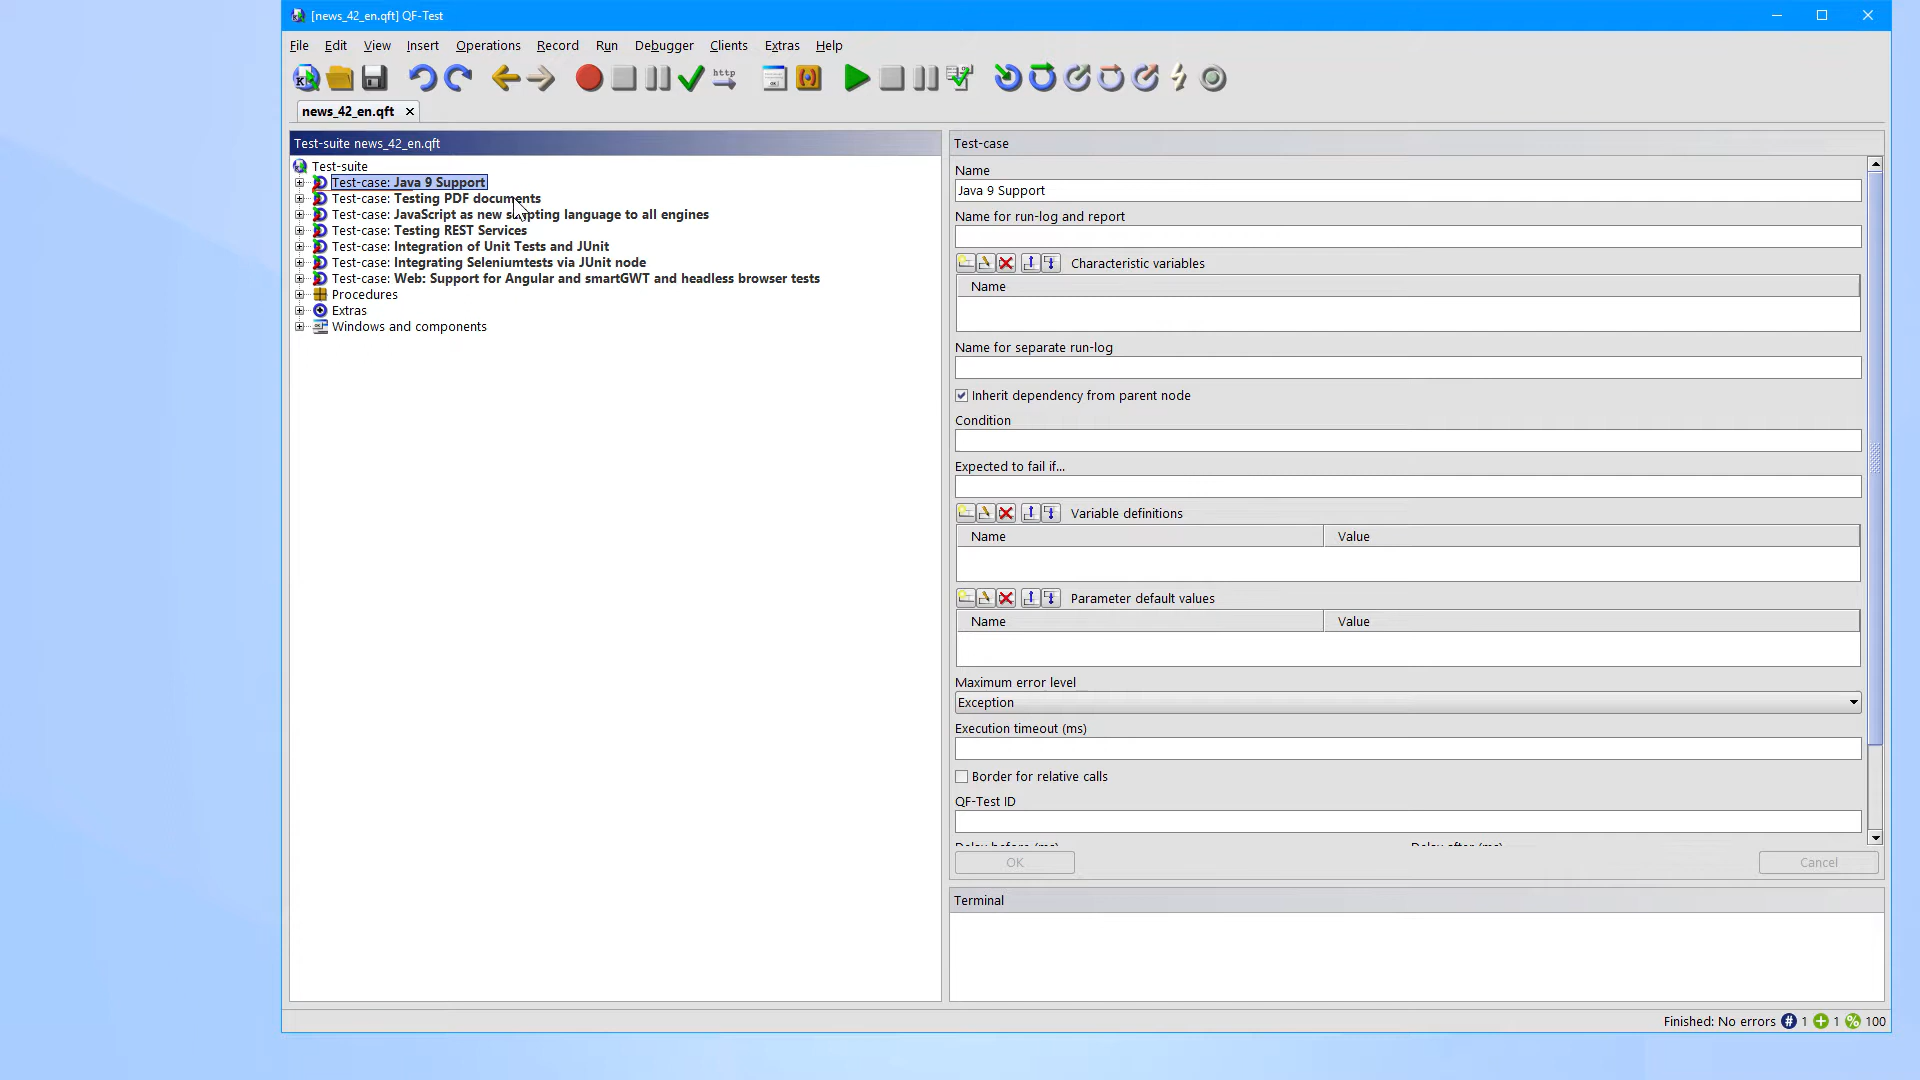 [news_42_en.qft] QF-Test
File Edit View Insert Operations Record Run Debugger Clients Extras Help
http
news_42_en.qft
Test-suite news_42_en.qft
Test-suite
Test-case: Java 9 Support
Test-case: Testing PDF documents
Test-case: JavaScript as new scripting language to all engines
Test-case: Testing REST Services
Test-case: Integration of Unit Tests and JUnit
Test-case: Integrating Seleniumtests via JUnit node
Test-case: Web: Support for Angular and smartGWT and headless browser tests
Procedures
Extras
Windows and components
Test-case
Name
Java 9 Support
Name for run-log and report
Characteristic variables
Name
Name for separate run-log
Inherit dependency from parent node
Condition
Expected to fail if...
Variable definitions
Name Value
Parameter default values
Name Value
Maximum error level
Exception
Execution timeout (ms)
Border for relative calls
QF-Test ID
Delay before (ms) Delay after (ms)
OK Cancel
Terminal
Finished: No errors # 1 + 1 % 100